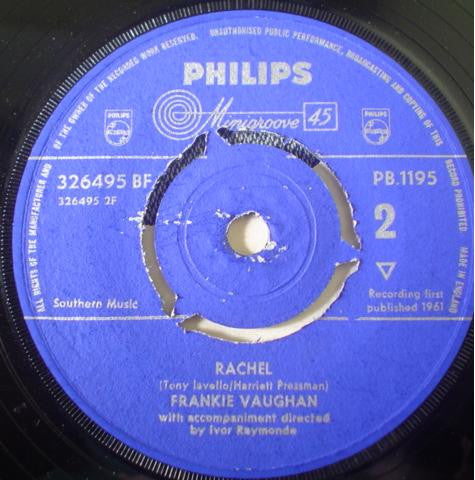 ALL RIGHTS OF THE MANUFACTURER AND OF THE OWNER OF THE RECORDED WORK RESERVED. UNAUTHORISED PUBLIC PERFORMANCE, BROADCASTING AND COPYING OF THIS RECORD PROHIBITED MADE IN ENGLAND
PHILIPS
Minigroove 45
PHILIPS
PHILIPS
326495 BF
PB.1195
326495 2F
2
Southern Music
Recording first
published 1961
RACHEL
(Tony Iavello/Harriett Pressman)
FRANKIE VAUGHAN
with accompaniment directed
by Ivor Raymonde